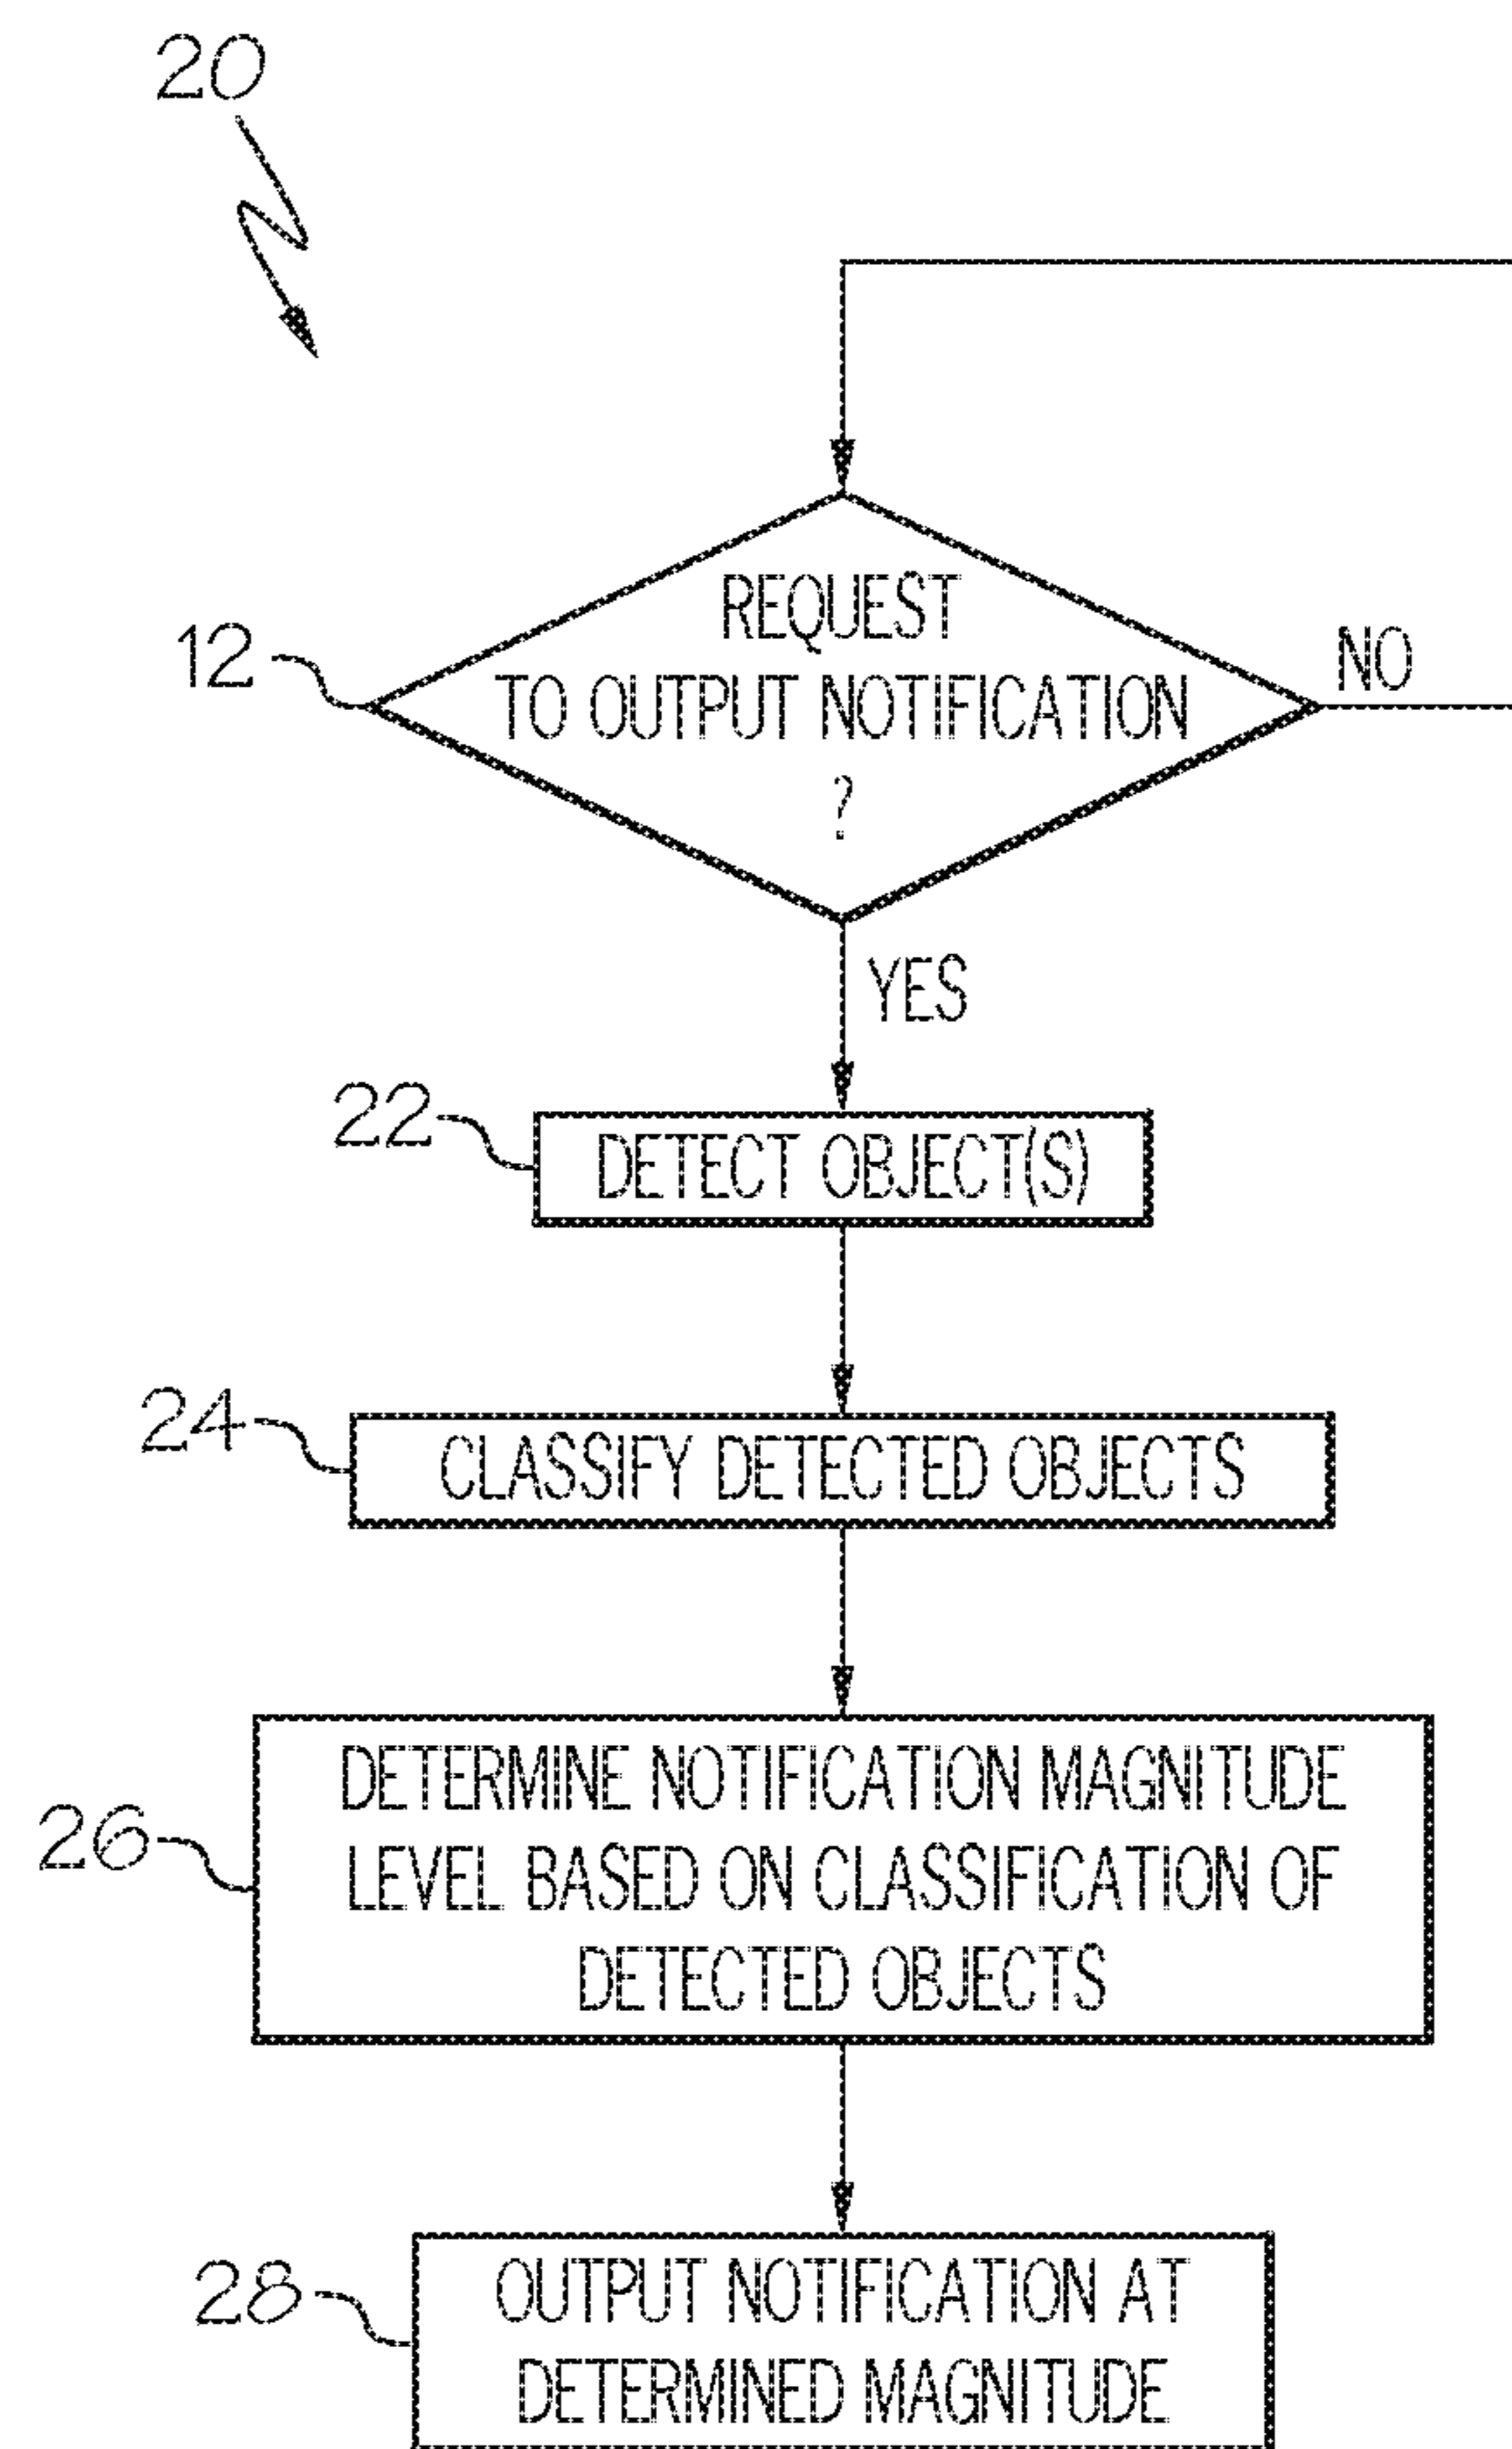 20
12
REQUEST
TO OUTPUT NOTIFICATION
?
NO
YES
22
DETECT OBJECT(S)
24
CLASSIFY DETECTED OBJECTS
26
DETERMINE NOTIFICATION MAGNITUDE
LEVEL BASED ON CLASSIFICATION OF
DETECTED OBJECTS
28
OUTPUT NOTIFICATION AT
DETERMINED MAGNITUDE